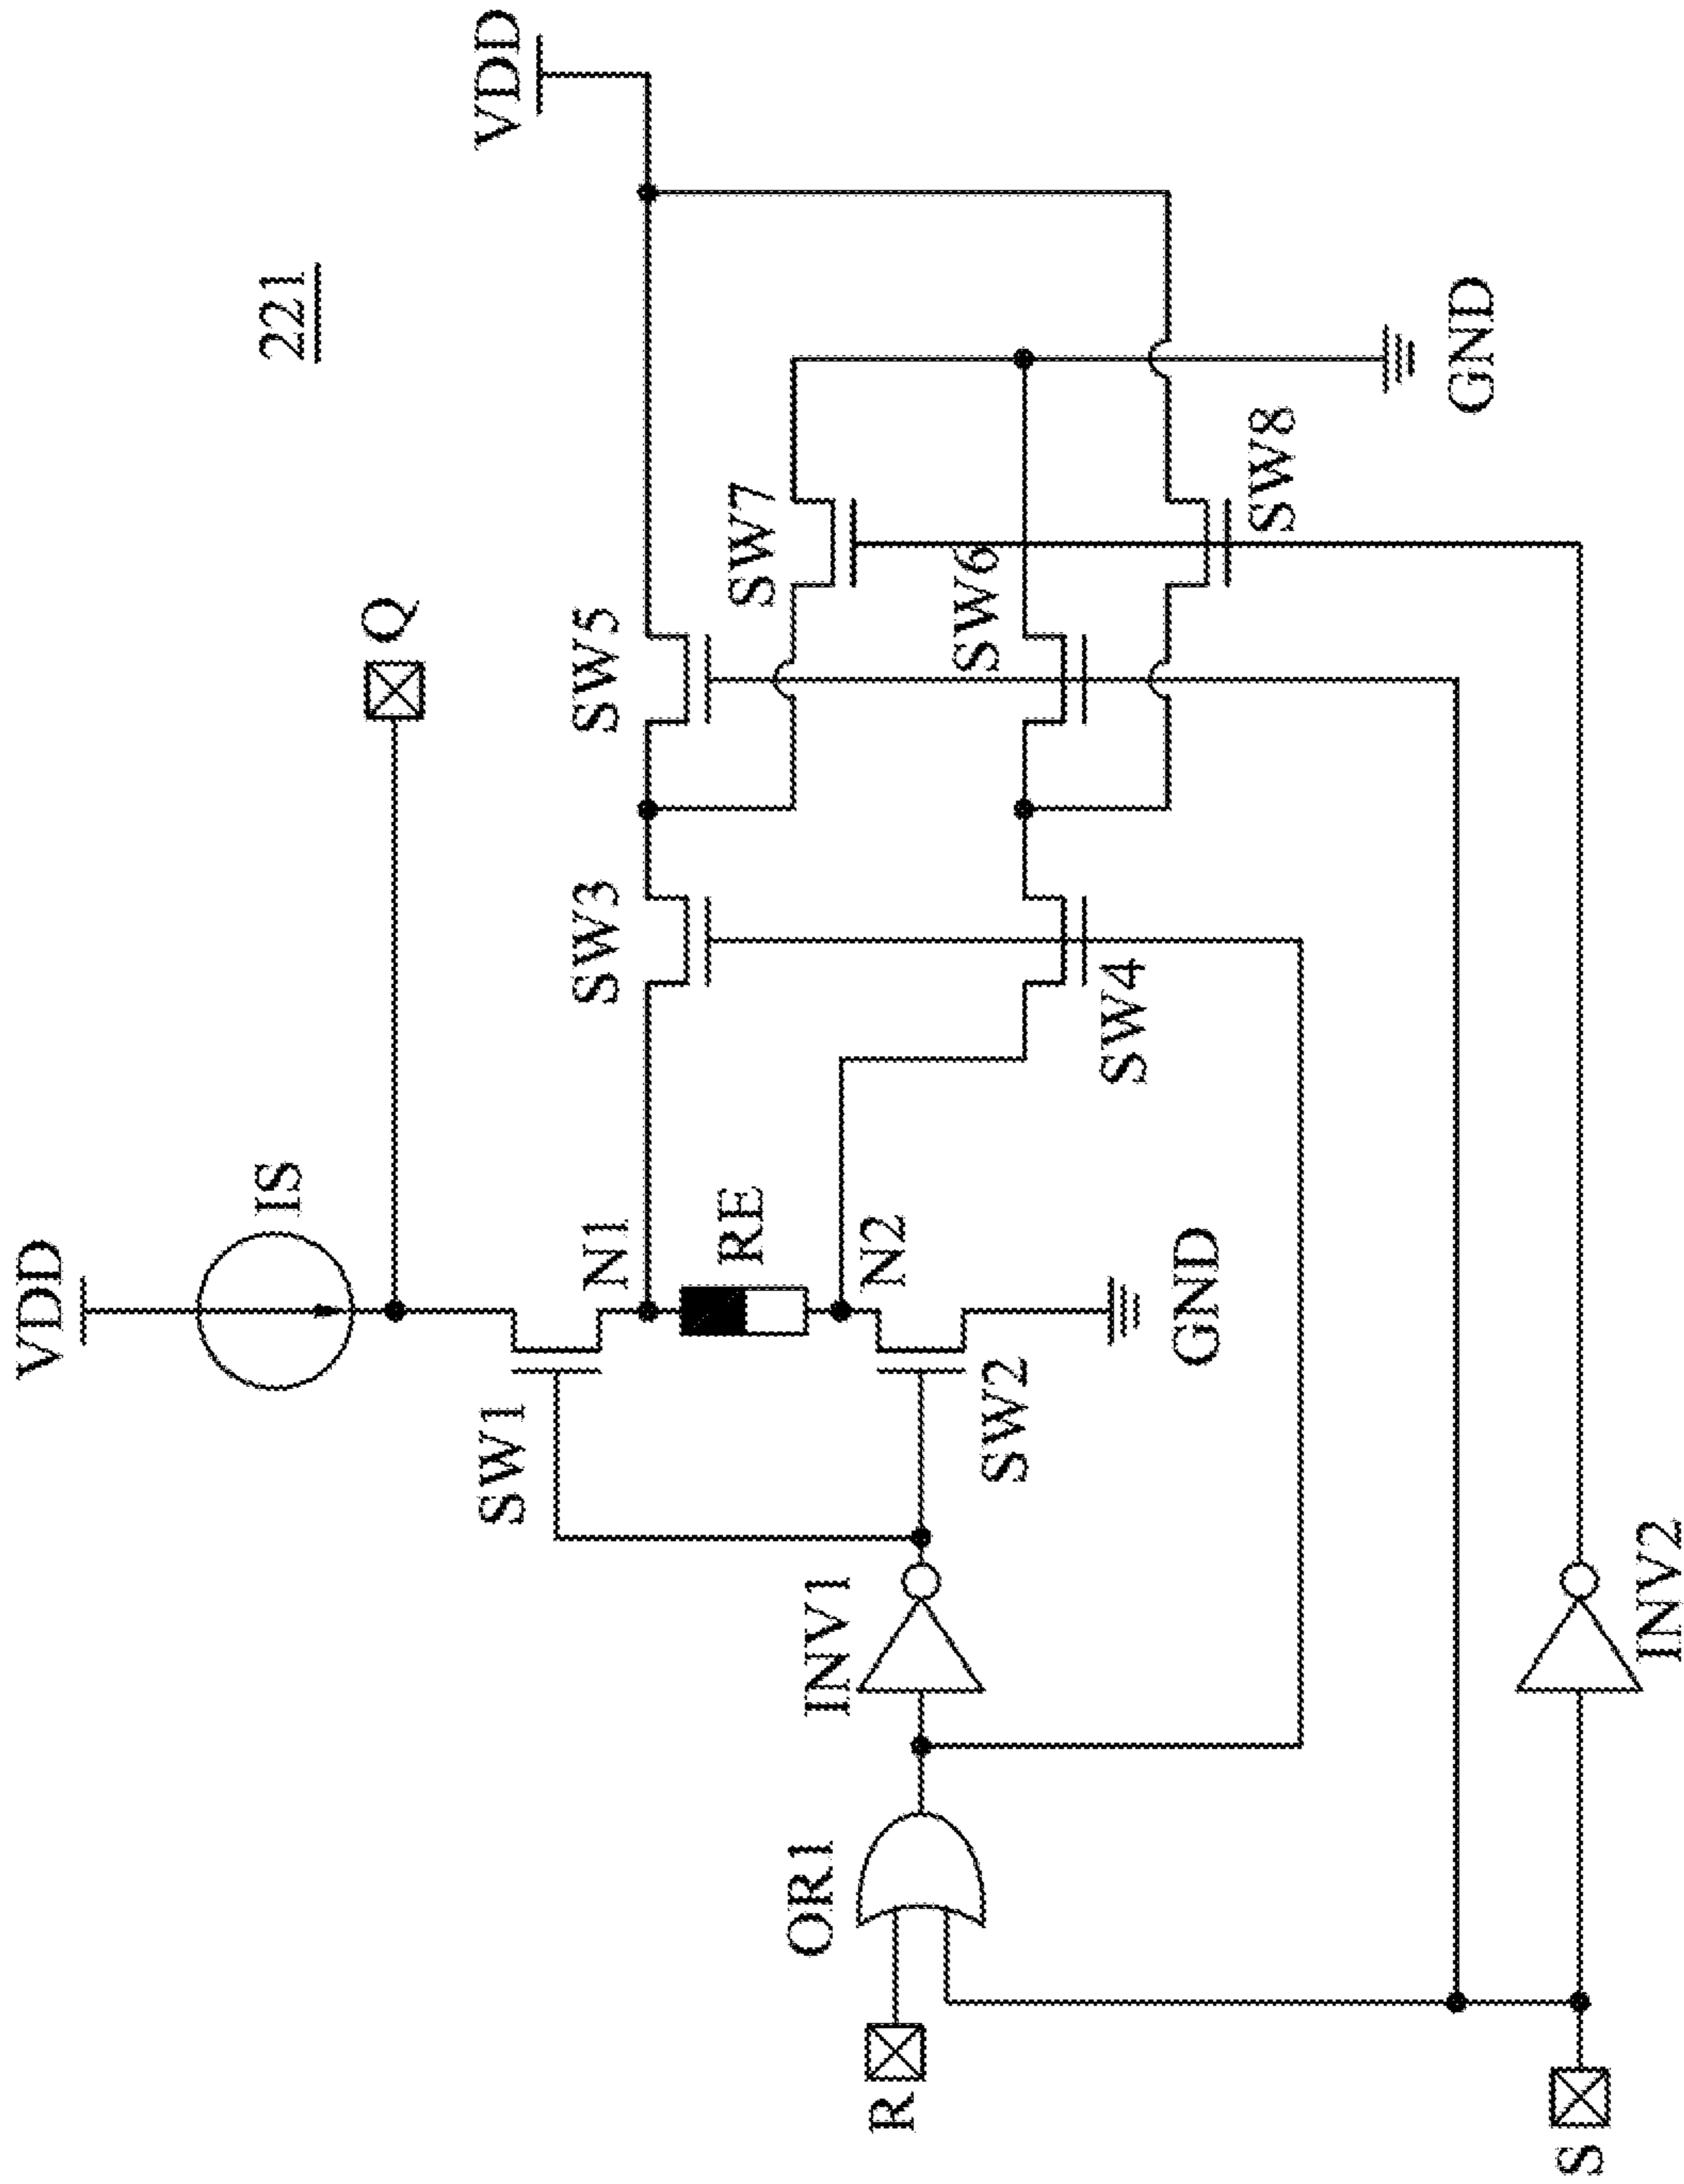 221
VDD
IS
Q
VDD
SW1
N1
SW3
SW5
RE
SW7
INV1
N2
SW6
OR1
SW2
SW4
R
GND
SW8
GND
S
INV2